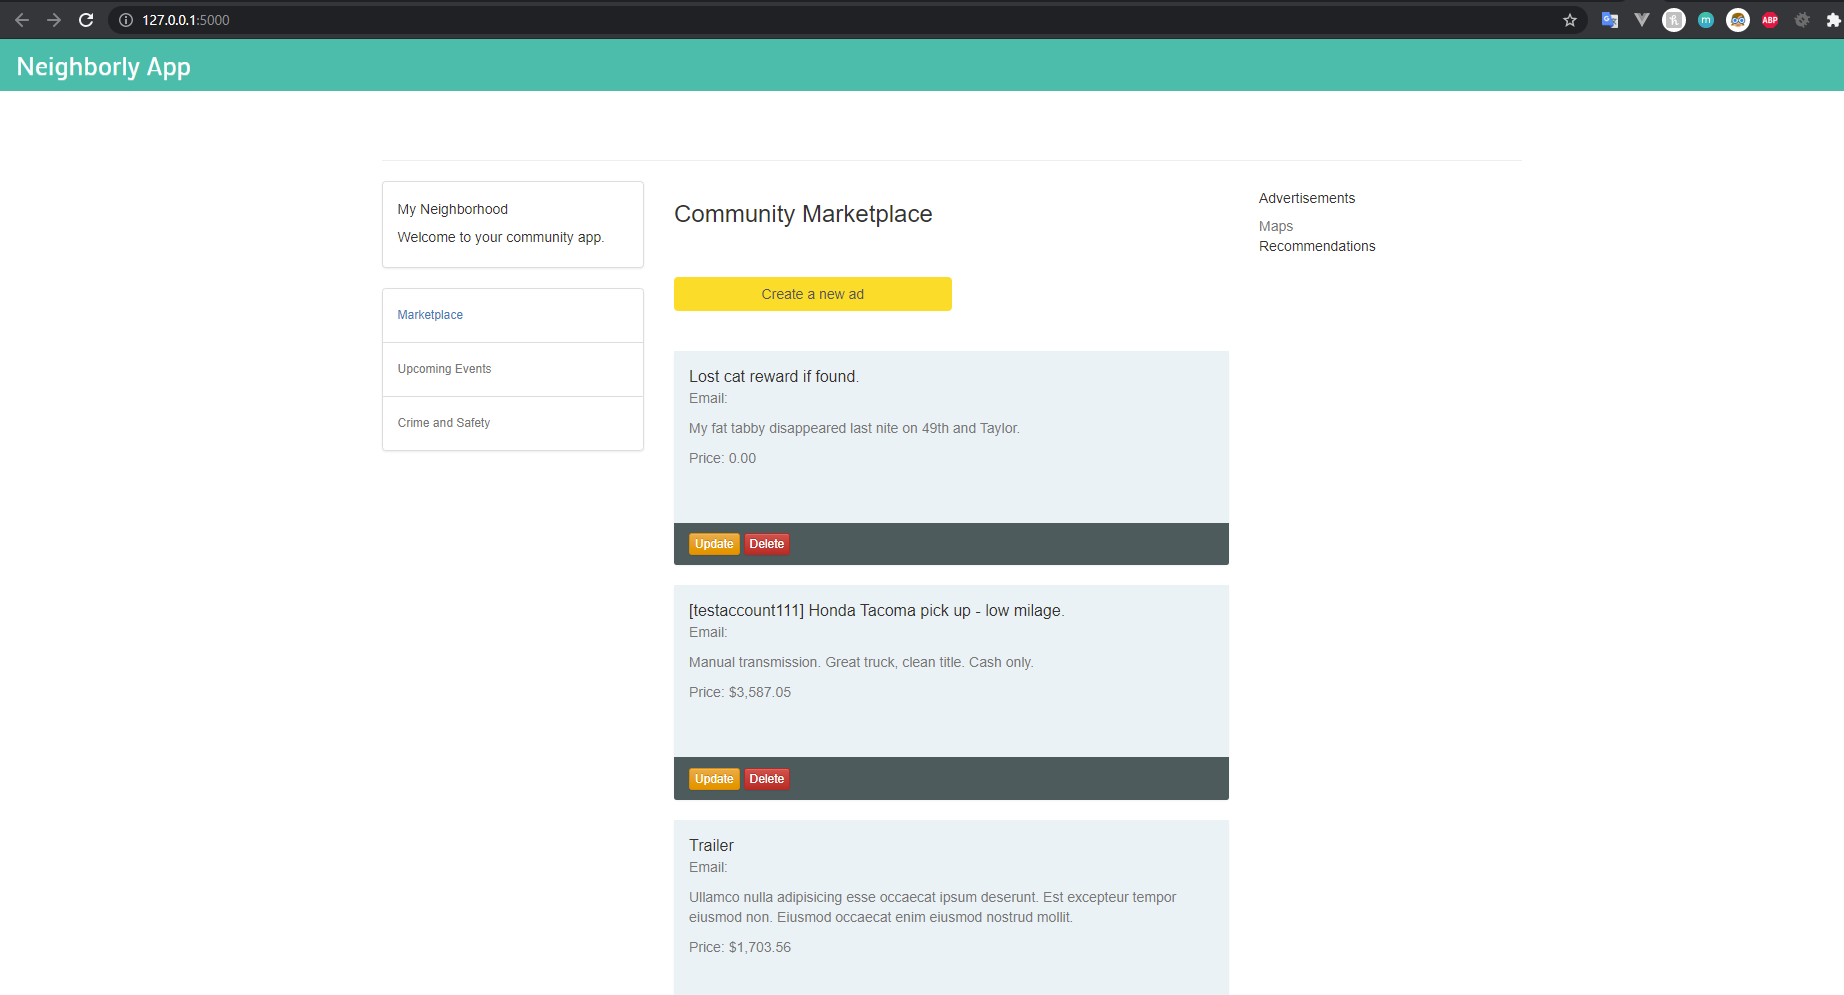 127.0.0.1:5000
ABP
Neighborly App
My Neighborhood
Welcome to your community app.
Marketplace
Upcoming Events
Crime and Safety
Community Marketplace
Create a new ad
Lost cat reward if found.
Email:
My fat tabby disappeared last nite on 49th and Taylor.
Price: 0.00
Update Delete
[testaccount111] Honda Tacoma pick up - low milage.
Email:
Manual transmission. Great truck, clean title. Cash only.
Price: $3,587.05
Update Delete
Trailer
Email:
Ullamco nulla adipisicing esse occaecat ipsum deserunt. Est excepteur tempor
eiusmod non. Eiusmod occaecat enim eiusmod nostrud mollit.
Price: $1,703.56
Advertisements
Maps
Recommendations